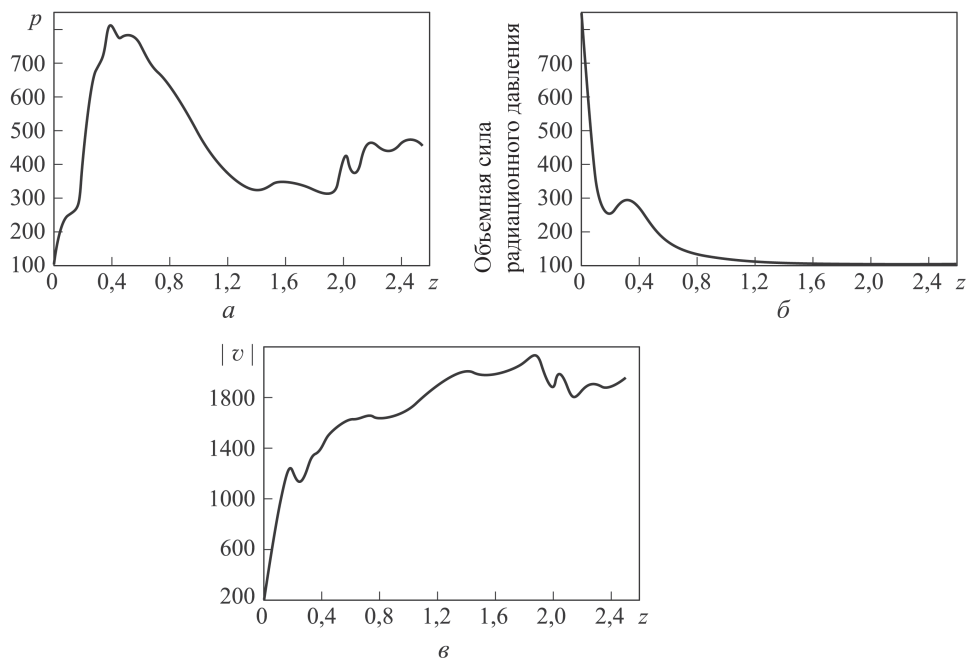 p
700
600
500
400
300
200
100
0 0,4 0,8 1,2 1,6 2,0 2,4 z
а
Объемная сила
радиационного давления
700
600
500
400
300
200
100
0 0,4 0,8 1,2 1,6 2,0 2,4 z
б
| v |
1800
1400
1000
600
200
0 0,4 0,8 1,2 1,6 2,0 2,4 z
в